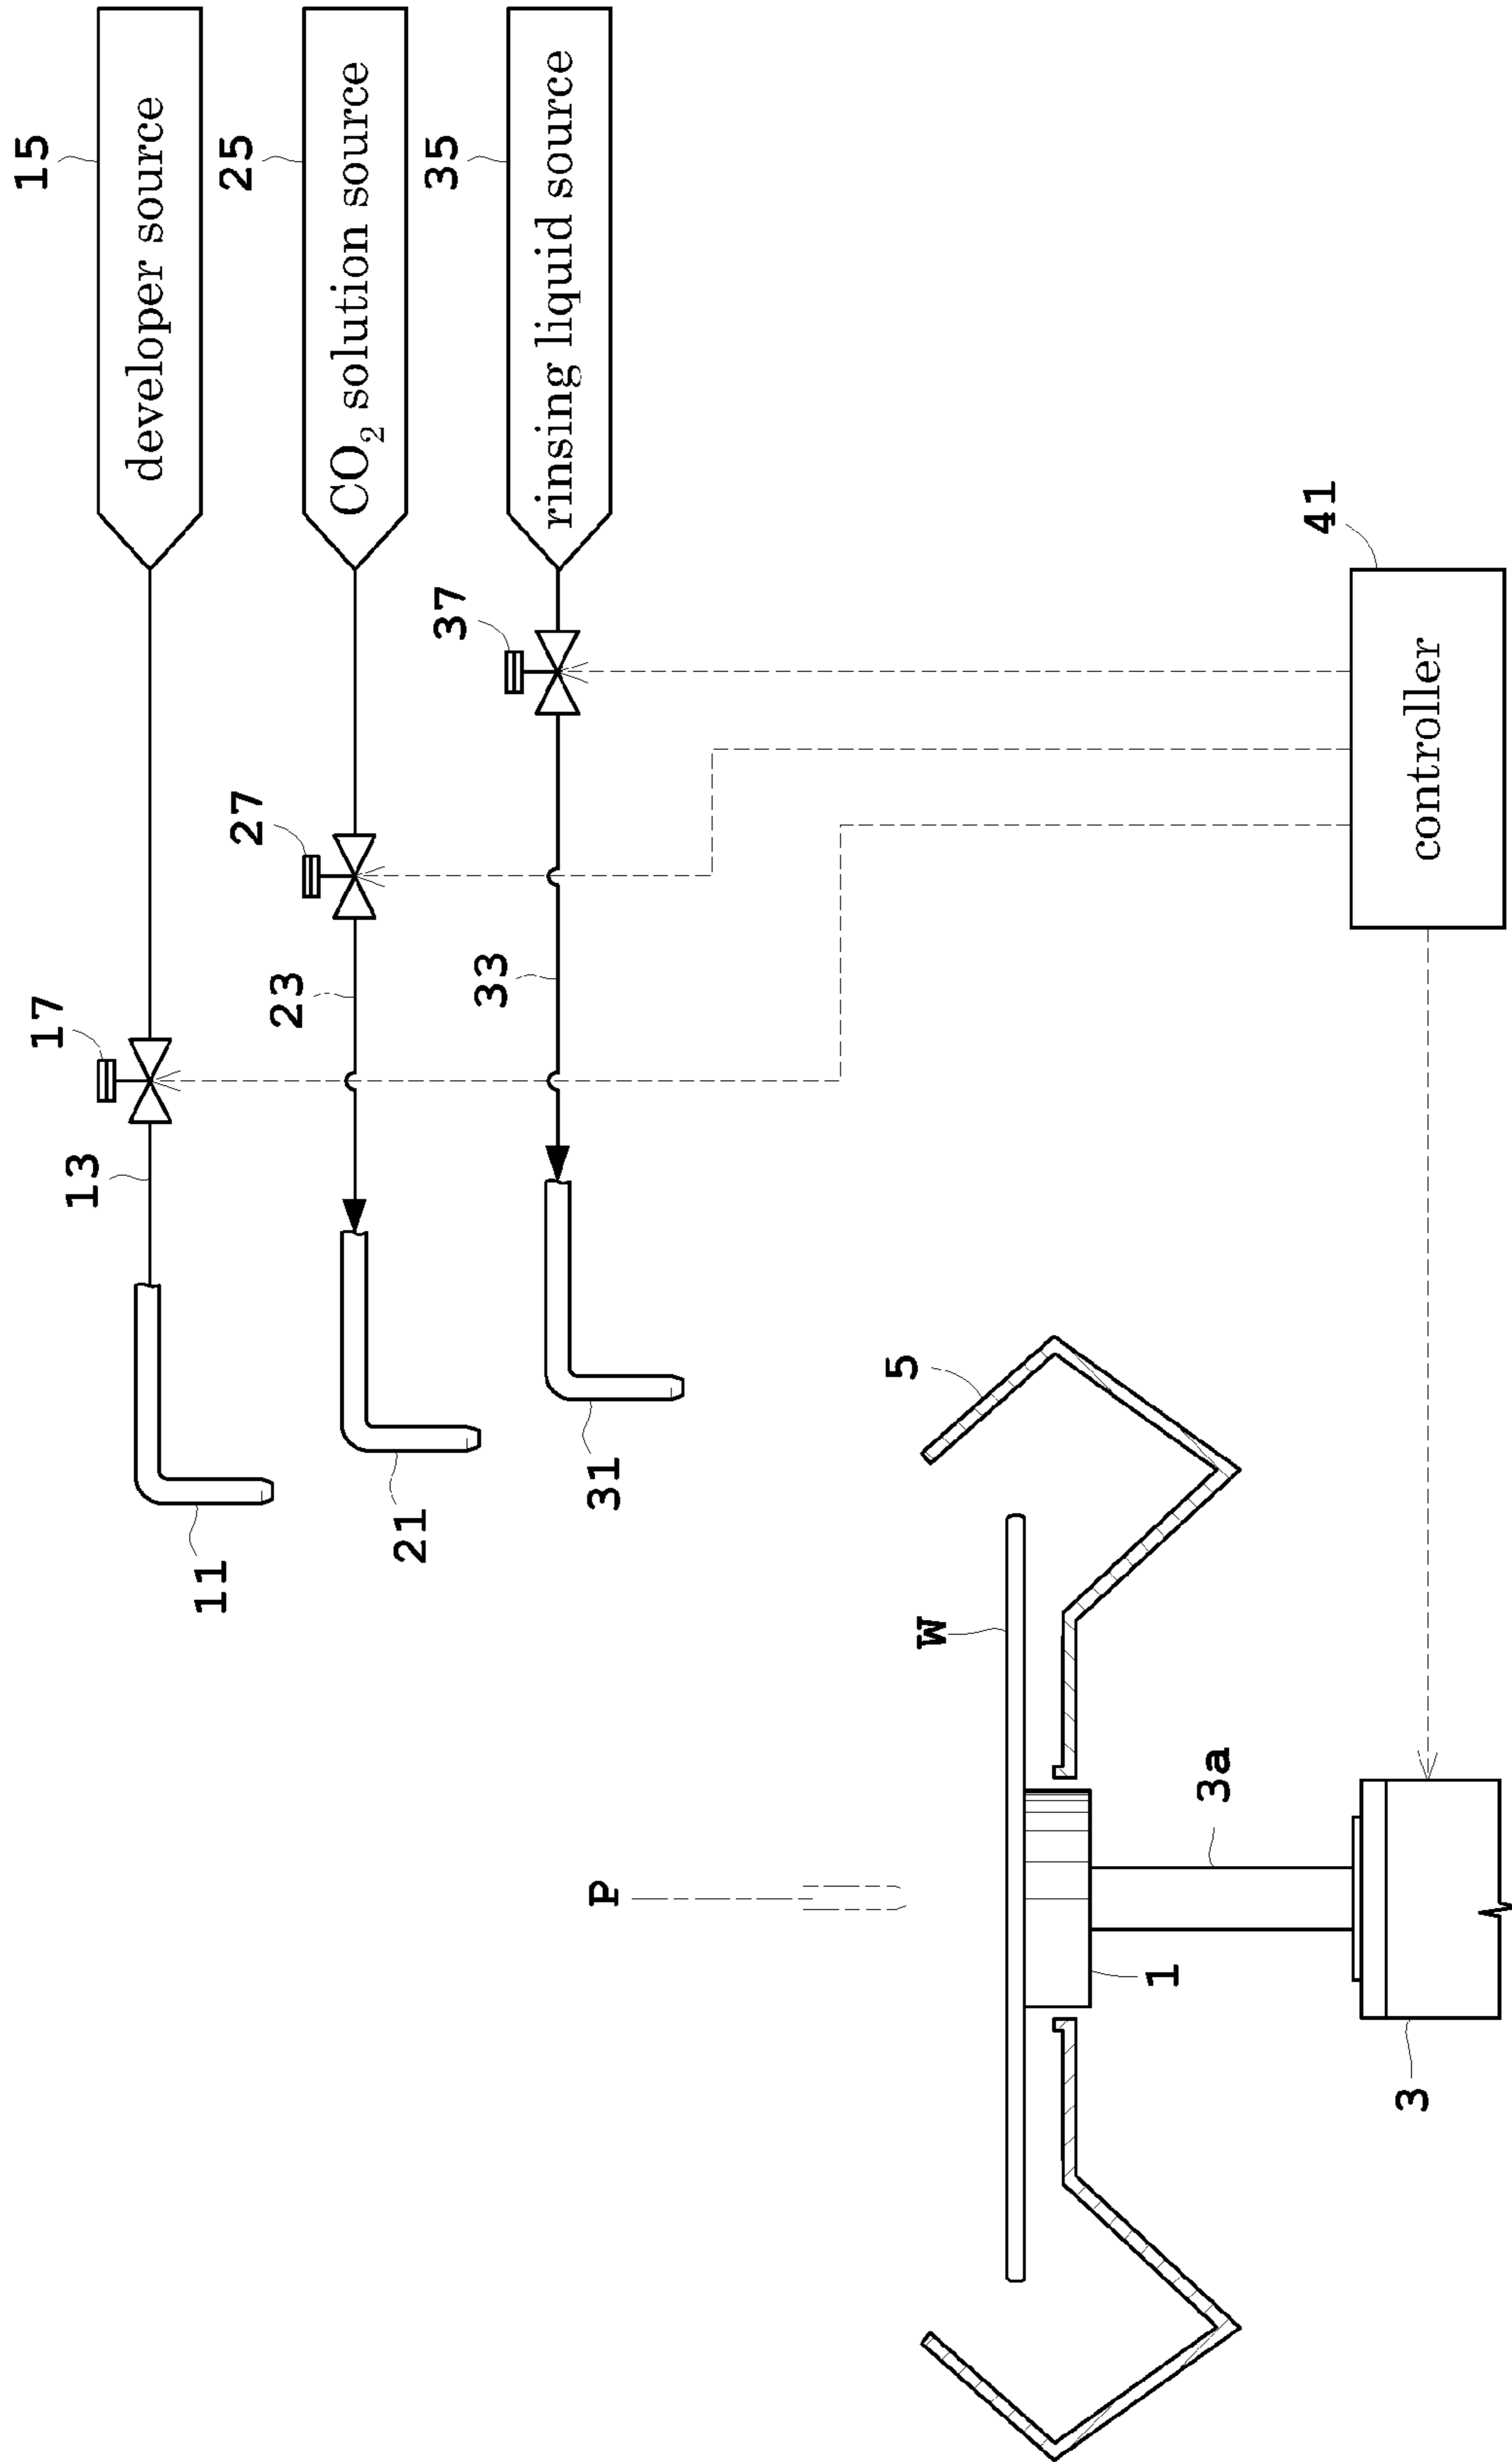 15
developer source
17
13
11
25
CO₂ solution source
27
23
21
35
rinsing liquid source
37
33
31
P
W
5
1
3a
3
41
controller